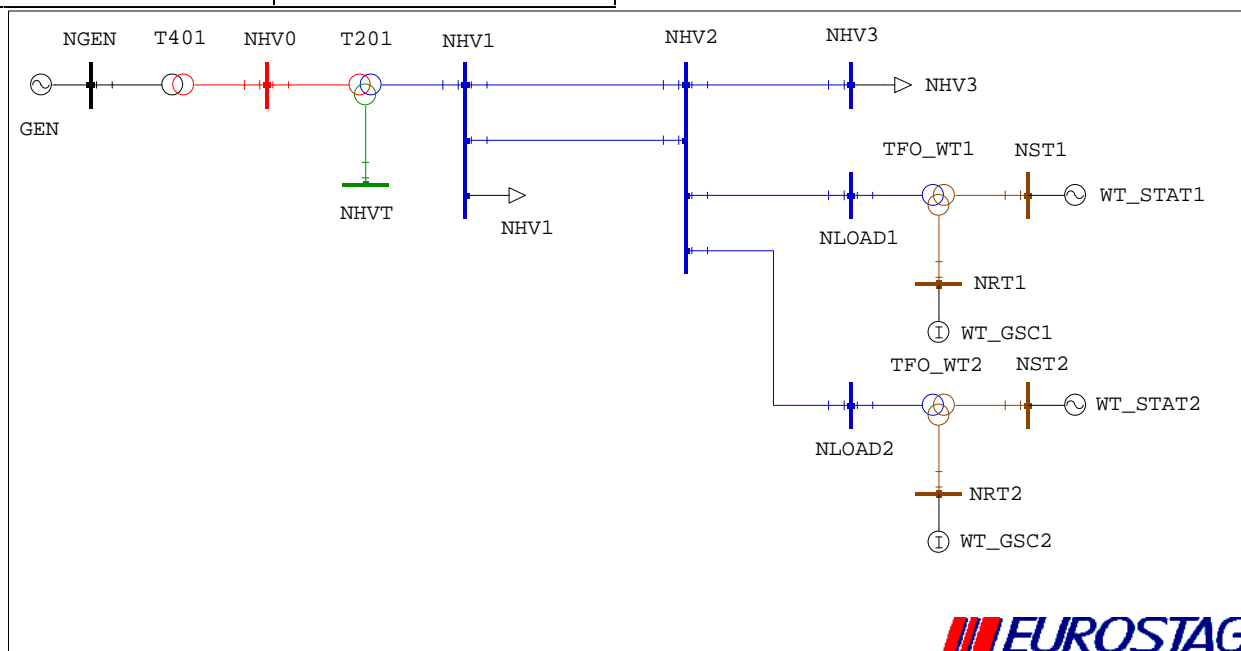 NGEN T401 NHV0 T201 NHV1 NHV2 NHV3
GEN
NHV3
TFO_WT1 NST1
WT_STAT1
NHVT
NHV1
NLOAD1
NRT1
I WT_GSC1
TFO_WT2 NST2
WT_STAT2
NLOAD2
NRT2
I WT_GSC2
EUROSTAG